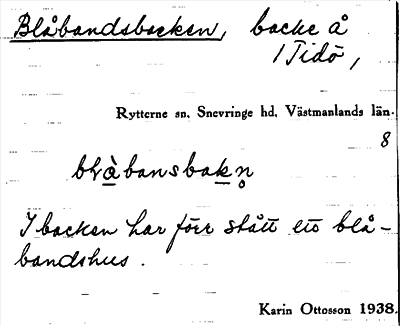 Blåbandsbacken, backe å
/ Tidö,
Rytterne sn. Snevringe hd. Västmanlands län.
8
blåbansbakn̥
I backen har förr stått ett blå-
bandshus.
Karin Ottosson 1938.